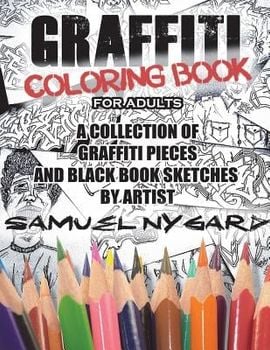 GRAFFITI
COLORING BOOK
FOR ADULTS
A COLLECTION OF
GRAFFITI PIECES
AND BLACK BOOK SKETCHES
BY ARTIST
SAMUEL NYGARD